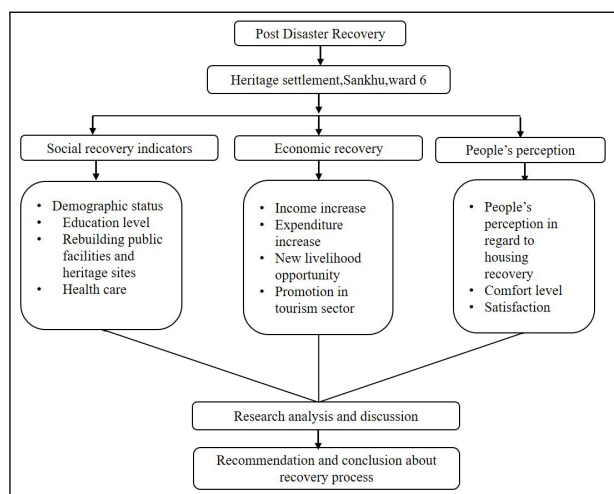 Post Disaster Recovery
Heritage settlement,Sankhu,ward 6
Social recovery indicators
Economic recovery
People's perception
• Demographic status
• Education level
• Rebuilding public
facilities and
heritage sites
• Health care
• Income increase
• Expenditure
increase
• New livelihood
opportunity
• Promotion in
tourism sector
• People's
perception in
regard to
housing
recovery
• Comfort level
• Satisfaction
Research analysis and discussion
Recommendation and conclusion about
recovery process